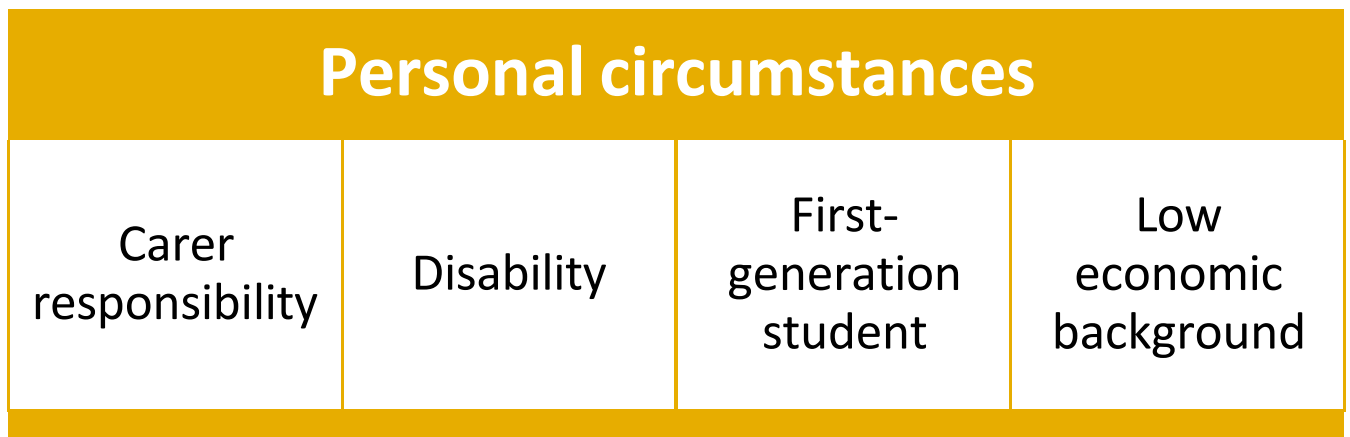 Personal circumstances
Carer
responsibility
Disability
First-
generation
student
Low
economic
background